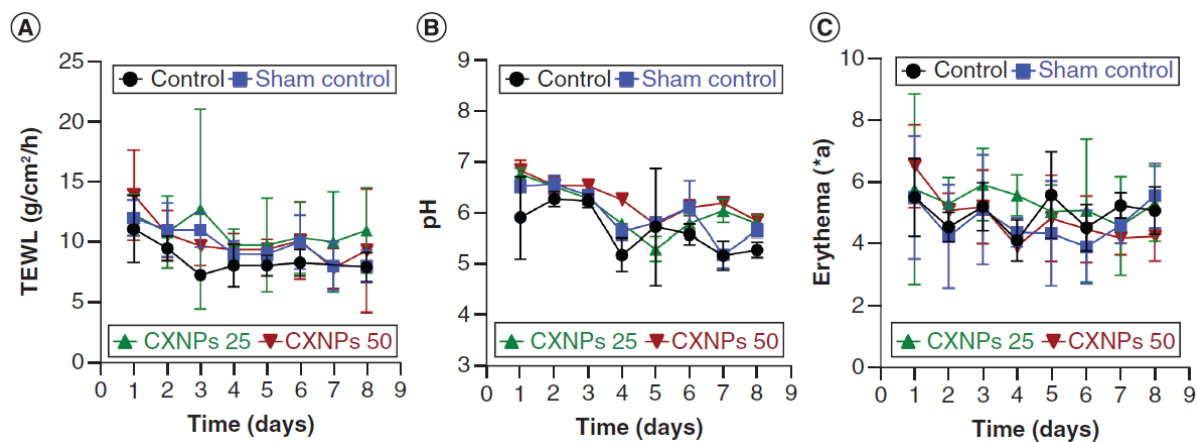 A
TEWL (g/cm²/h)
25
20
15
10
5
0
Control
Sham control
CXNPs 25
CXNPs 50
0 1 2 3 4 5 6 7 8 9
Time (days)
B
pH
9
8
7
6
5
4
3
Control
Sham control
CXNPs 25
CXNPs 50
0 1 2 3 4 5 6 7 8 9
Time (days)
C
Erythema (*a)
10
8
6
4
2
0
Control
Sham control
CXNPs 25
CXNPs 50
0 1 2 3 4 5 6 7 8 9
Time (days)